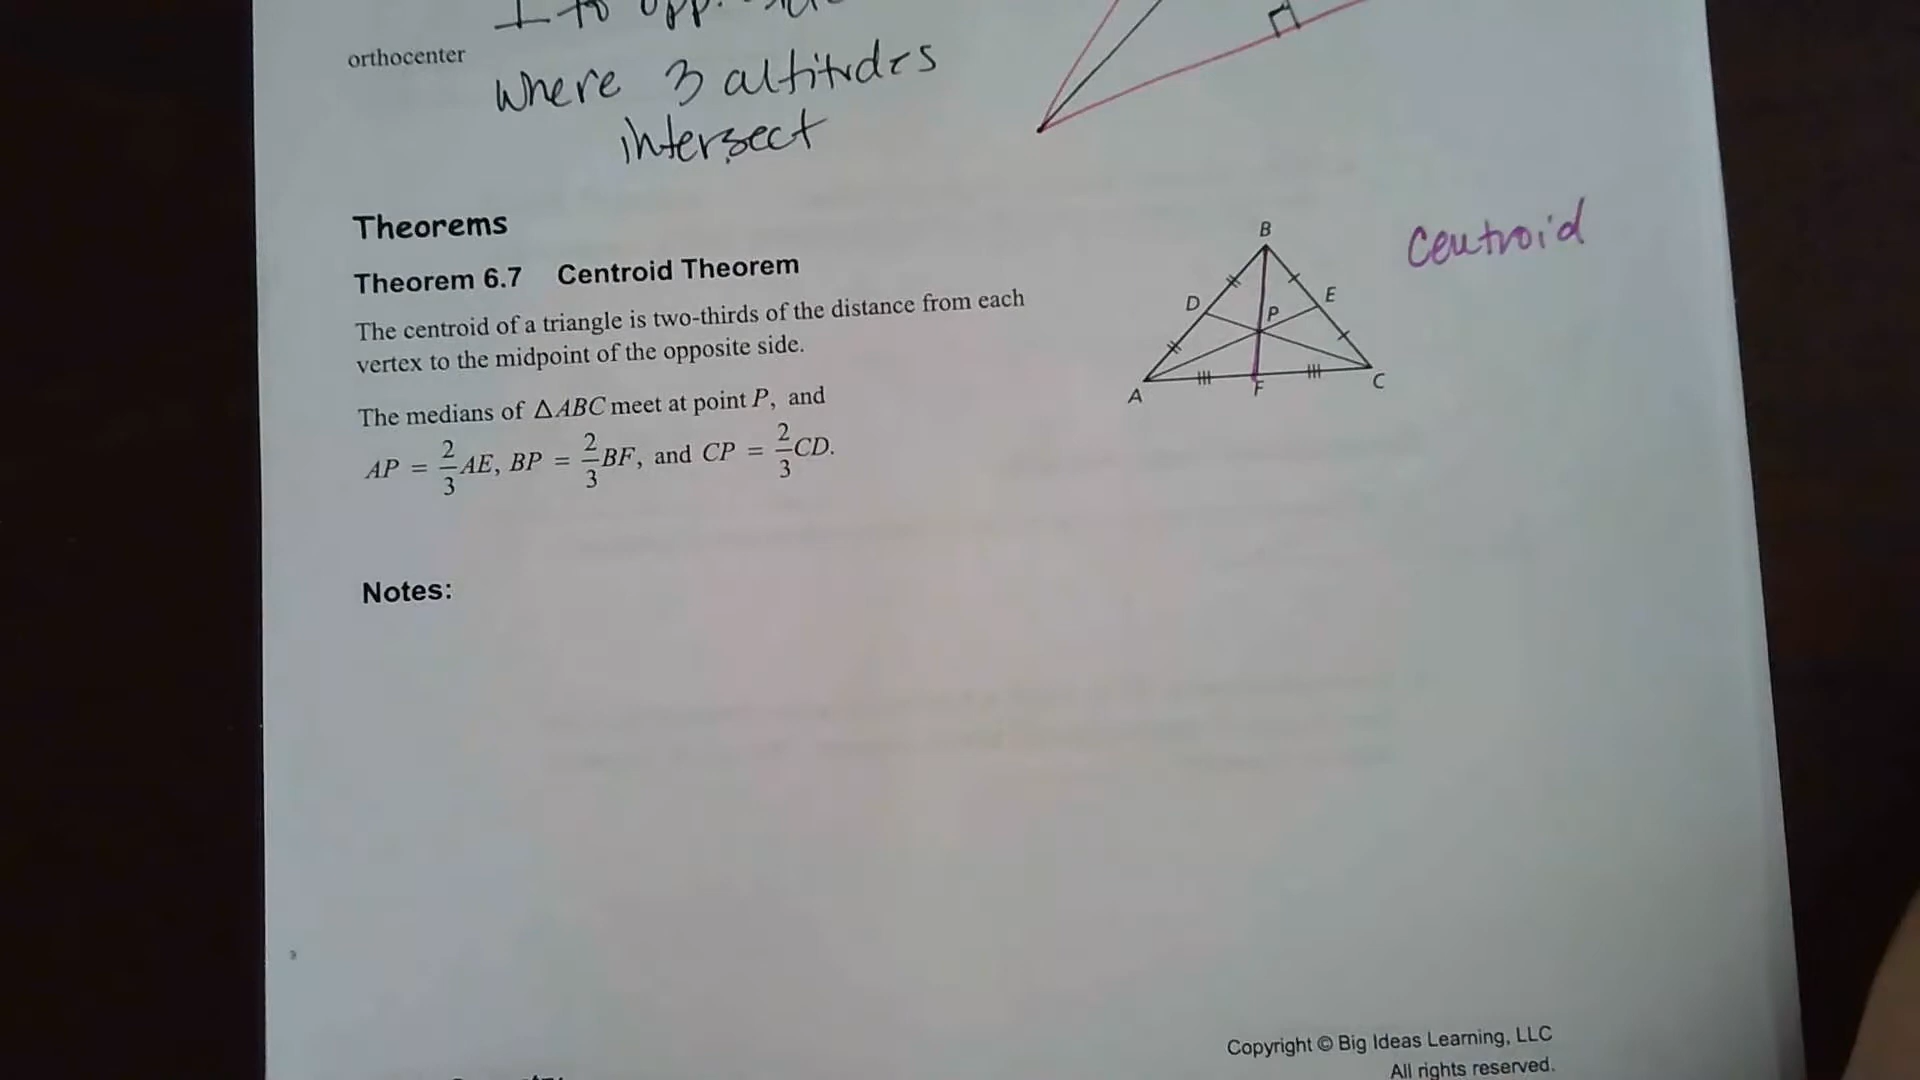 ⊥ to opposite
orthocenter
where 3 altitudes
intersect
Theorems
Theorem 6.7 Centroid Theorem
The centroid of a triangle is two-thirds of the distance from each
vertex to the midpoint of the opposite side.
The medians of △ABC meet at point P, and
AP = 2/3 AE, BP = 2/3 BF, and CP = 2/3 CD.
B
D
E
P
A
F
C
Centroid
Notes:
Copyright © Big Ideas Learning, LLC
All rights reserved.